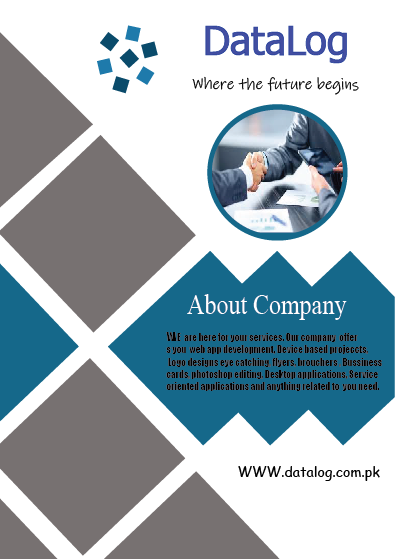 DataLog
Where the future begins
About Company
WE are here for your services. Our company offer
s you web app development. Device based projecots.
Logo designs eye catching flyers. brouchers. Bussiness
cards photoshop editing. Desktop applications. Service
oriented applications and anything related to you need.
WWW.datalog.com.pk